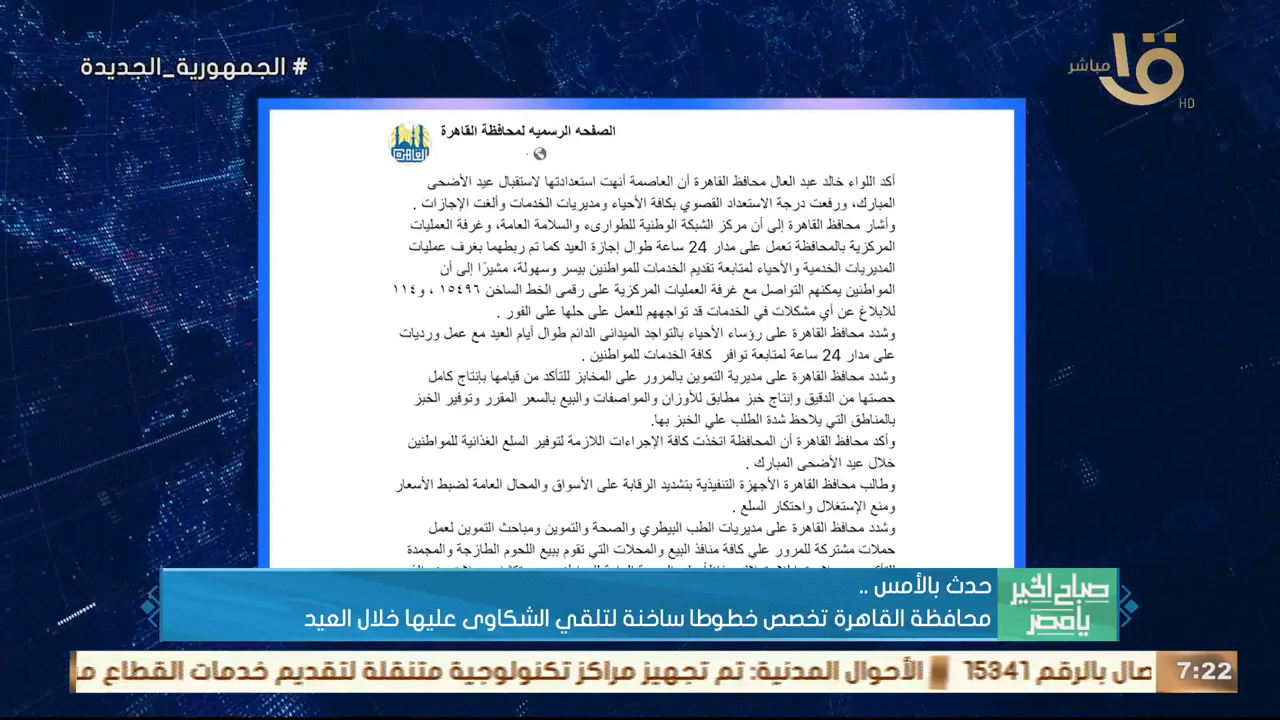 # الجمهورية_الجديدة
مباشر
HD
الصفحه الرسميه لمحافظة القاهرة
القاهرة
أكد اللواء خالد عبد العال محافظ القاهرة أن العاصمة أنهت استعدادتها لاستقبال عيد الأضحى
المبارك، ورفعت درجة الاستعداد القصوي بكافة الأحياء ومديريات الخدمات وألغت الإجازات .
وأشار محافظ القاهرة إلى أن مركز الشبكة الوطنية للطوارىء والسلامة العامة، وغرفة العمليات
المركزية بالمحافظة تعمل على مدار 24 ساعة طوال إجازة العيد كما تم ربطهما بغرف عمليات
المديريات الخدمية والأحياء لمتابعة تقديم الخدمات للمواطنين بيسر وسهولة، مشيرًا إلى أن
المواطنين يمكنهم التواصل مع غرفة العمليات المركزية على رقمى الخط الساخن ١٥٤٩٦ ، و١١٤
للابلاغ عن أي مشكلات في الخدمات قد تواجههم للعمل على حلها على الفور .
وشدد محافظ القاهرة على رؤساء الأحياء بالتواجد الميدانى الدائم طوال أيام العيد مع عمل ورديات
على مدار 24 ساعة لمتابعة توافر كافة الخدمات للمواطنين .
وشدد محافظ القاهرة على مديرية التموين بالمرور على المخابز للتأكد من قيامها بإنتاج كامل
حصتها من الدقيق وإنتاج خبز مطابق للأوزان والمواصفات والبيع بالسعر المقرر وتوفير الخبز
بالمناطق التي يلاحظ شدة الطلب علي الخبز بها.
وأكد محافظ القاهرة أن المحافظة اتخذت كافة الإجراءات اللازمة لتوفير السلع الغذائية للمواطنين
خلال عيد الأضحى المبارك .
وطالب محافظ القاهرة الأجهزة التنفيذية بتشديد الرقابة على الأسواق والمحال العامة لضبط الأسعار
ومنع الإستغلال واحتكار السلع .
وشدد محافظ القاهرة على مديريات الطب البيطري والصحة والتموين ومباحث التموين لعمل
حملات مشتركة للمرور علي كافة منافذ البيع والمحلات التي تقوم ببيع اللحوم الطازجة والمجمدة
صباح الخير
يا مصر
حدث بالأمس ..
محافظة القاهرة تخصص خطوطا ساخنة لتلقي الشكاوى عليها خلال العيد
7:22
صال بالرقم 15341
الأحوال المدنية: تم تجهيز مراكز تكنولوجية متنقلة لتقديم خدمات القطاع م